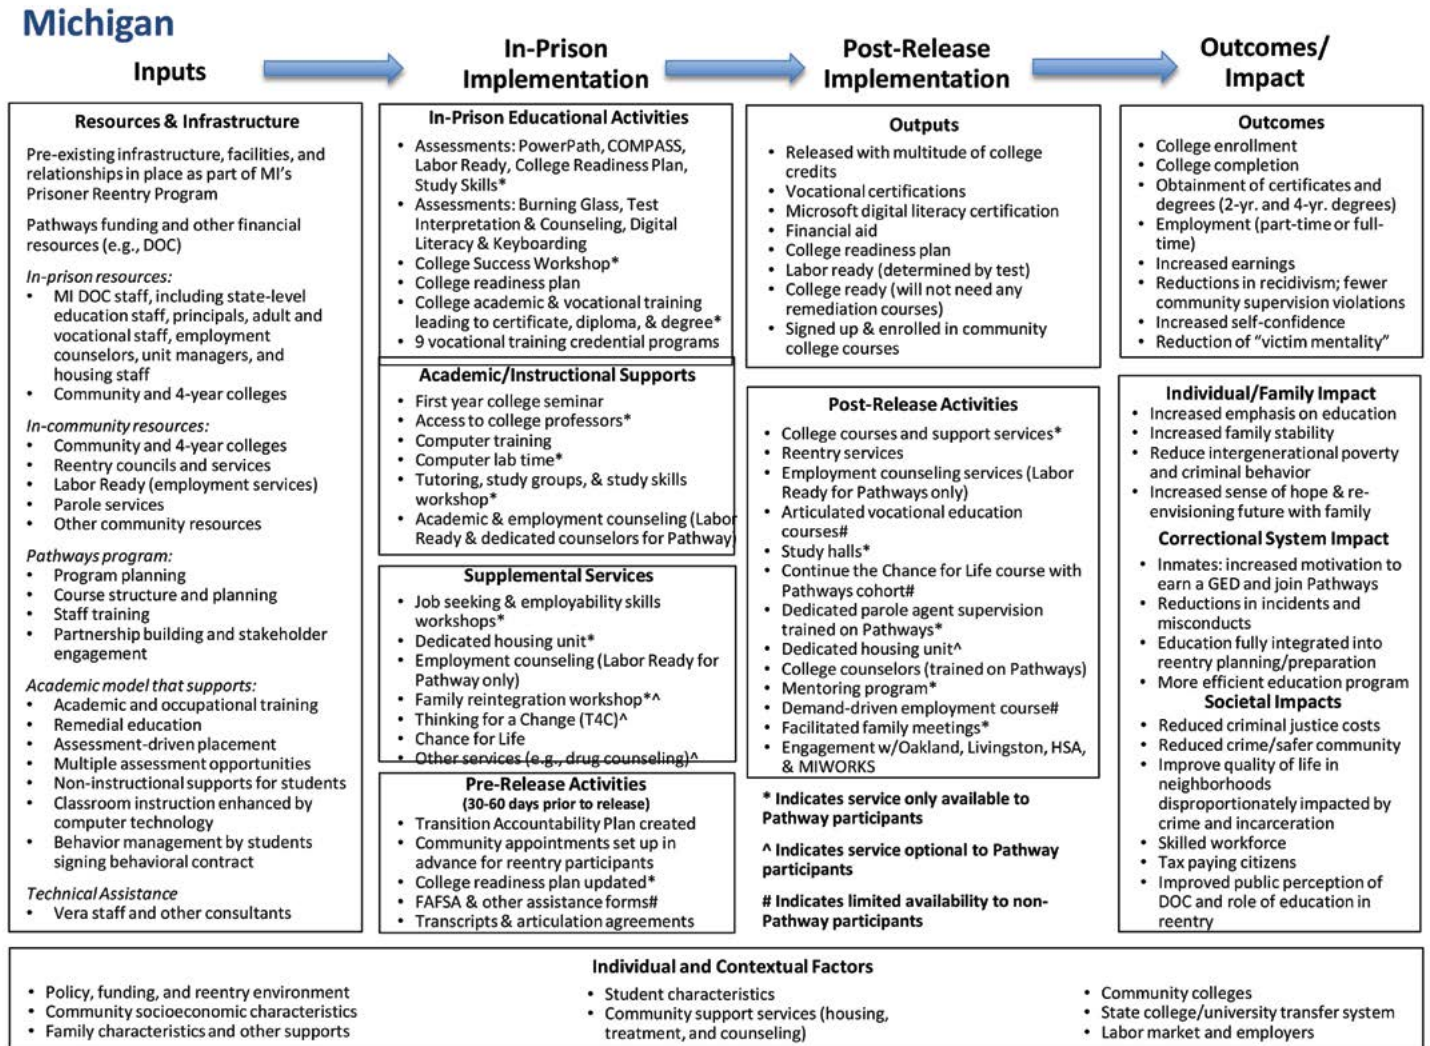 Michigan
Inputs
In-Prison
Implementation
Post-Release
Implementation
Outcomes/
Impact
Resources & Infrastructure
Pre-existing infrastructure, facilities, and
relationships in place as part of MI's
Prisoner Reentry Program
Pathways funding and other financial
resources (e.g., DOC)
In-prison resources:
• MI DOC staff, including state-level
education staff, principals, adult and
vocational staff, employment
counselors, unit managers, and
housing staff
• Community and 4-year colleges
In-community resources:
• Community and 4-year colleges
• Reentry councils and services
• Labor Ready (employment services)
• Parole services
• Other community resources
Pathways program:
• Program planning
• Course structure and planning
• Staff training
• Partnership building and stakeholder
engagement
Academic model that supports:
• Academic and occupational training
• Remedial education
• Assessment-driven placement
• Multiple assessment opportunities
• Non-instructional supports for students
• Classroom instruction enhanced by
computer technology
• Behavior management by students
signing behavioral contract
Technical Assistance
• Vera staff and other consultants
In-Prison Educational Activities
• Assessments: PowerPath, COMPASS,
Labor Ready, College Readiness Plan,
Study Skills*
• Assessments: Burning Glass, Test
Interpretation & Counseling, Digital
Literacy & Keyboarding
• College Success Workshop*
• College readiness plan
• College academic & vocational training
leading to certificate, diploma, & degree*
• 9 vocational training credential programs
Academic/Instructional Supports
• First year college seminar
• Access to college professors*
• Computer training
• Computer lab time*
• Tutoring, study groups, & study skills
workshop*
• Academic & employment counseling (Labor
Ready & dedicated counselors for Pathway)
Supplemental Services
• Job seeking & employability skills
workshops*
• Dedicated housing unit*
• Employment counseling (Labor Ready for
Pathway only)
• Family reintegration workshop*^
• Thinking for a Change (T4C)^
• Chance for Life
• Other services (e.g., drug counseling)^
Pre-Release Activities
(30-60 days prior to release)
• Transition Accountability Plan created
• Community appointments set up in
advance for reentry participants
• College readiness plan updated*
• FAFSA & other assistance forms#
• Transcripts & articulation agreements
Outputs
• Released with multitude of college
credits
• Vocational certifications
• Microsoft digital literacy certification
• Financial aid
• College readiness plan
• Labor ready (determined by test)
• College ready (will not need any
remediation courses)
• Signed up & enrolled in community
college courses
Post-Release Activities
• College courses and support services*
• Reentry services
• Employment counseling services (Labor
Ready for Pathways only)
• Articulated vocational education
courses#
• Study halls*
• Continue the Chance for Life course with
Pathways cohort#
• Dedicated parole agent supervision
trained on Pathways*
• Dedicated housing unit^
• College counselors (trained on Pathways)
• Mentoring program*
• Demand-driven employment course#
• Facilitated family meetings*
• Engagement w/Oakland, Livingston, HSA,
& MIWORKS
* Indicates service only available to
Pathway participants
^ Indicates service optional to Pathway
participants
# Indicates limited availability to non-
Pathway participants
Outcomes
• College enrollment
• College completion
• Obtainment of certificates and
degrees (2-yr. and 4-yr. degrees)
• Employment (part-time or full-
time)
• Increased earnings
• Reductions in recidivism; fewer
community supervision violations
• Increased self-confidence
• Reduction of "victim mentality"
Individual/Family Impact
• Increased emphasis on education
• Increased family stability
• Reduce intergenerational poverty
and criminal behavior
• Increased sense of hope & re-
envisioning future with family
Correctional System Impact
• Inmates: increased motivation to
earn a GED and join Pathways
• Reductions in incidents and
misconducts
• Education fully integrated into
reentry planning/preparation
• More efficient education program
Societal Impacts
• Reduced criminal justice costs
• Reduced crime/safer community
• Improve quality of life in
neighborhoods
disproportionately impacted by
crime and incarceration
• Skilled workforce
• Tax paying citizens
• Improved public perception of
DOC and role of education in
reentry
Individual and Contextual Factors
• Policy, funding, and reentry environment
• Community socioeconomic characteristics
• Family characteristics and other supports
• Student characteristics
• Community support services (housing,
treatment, and counseling)
• Community colleges
• State college/university transfer system
• Labor market and employers